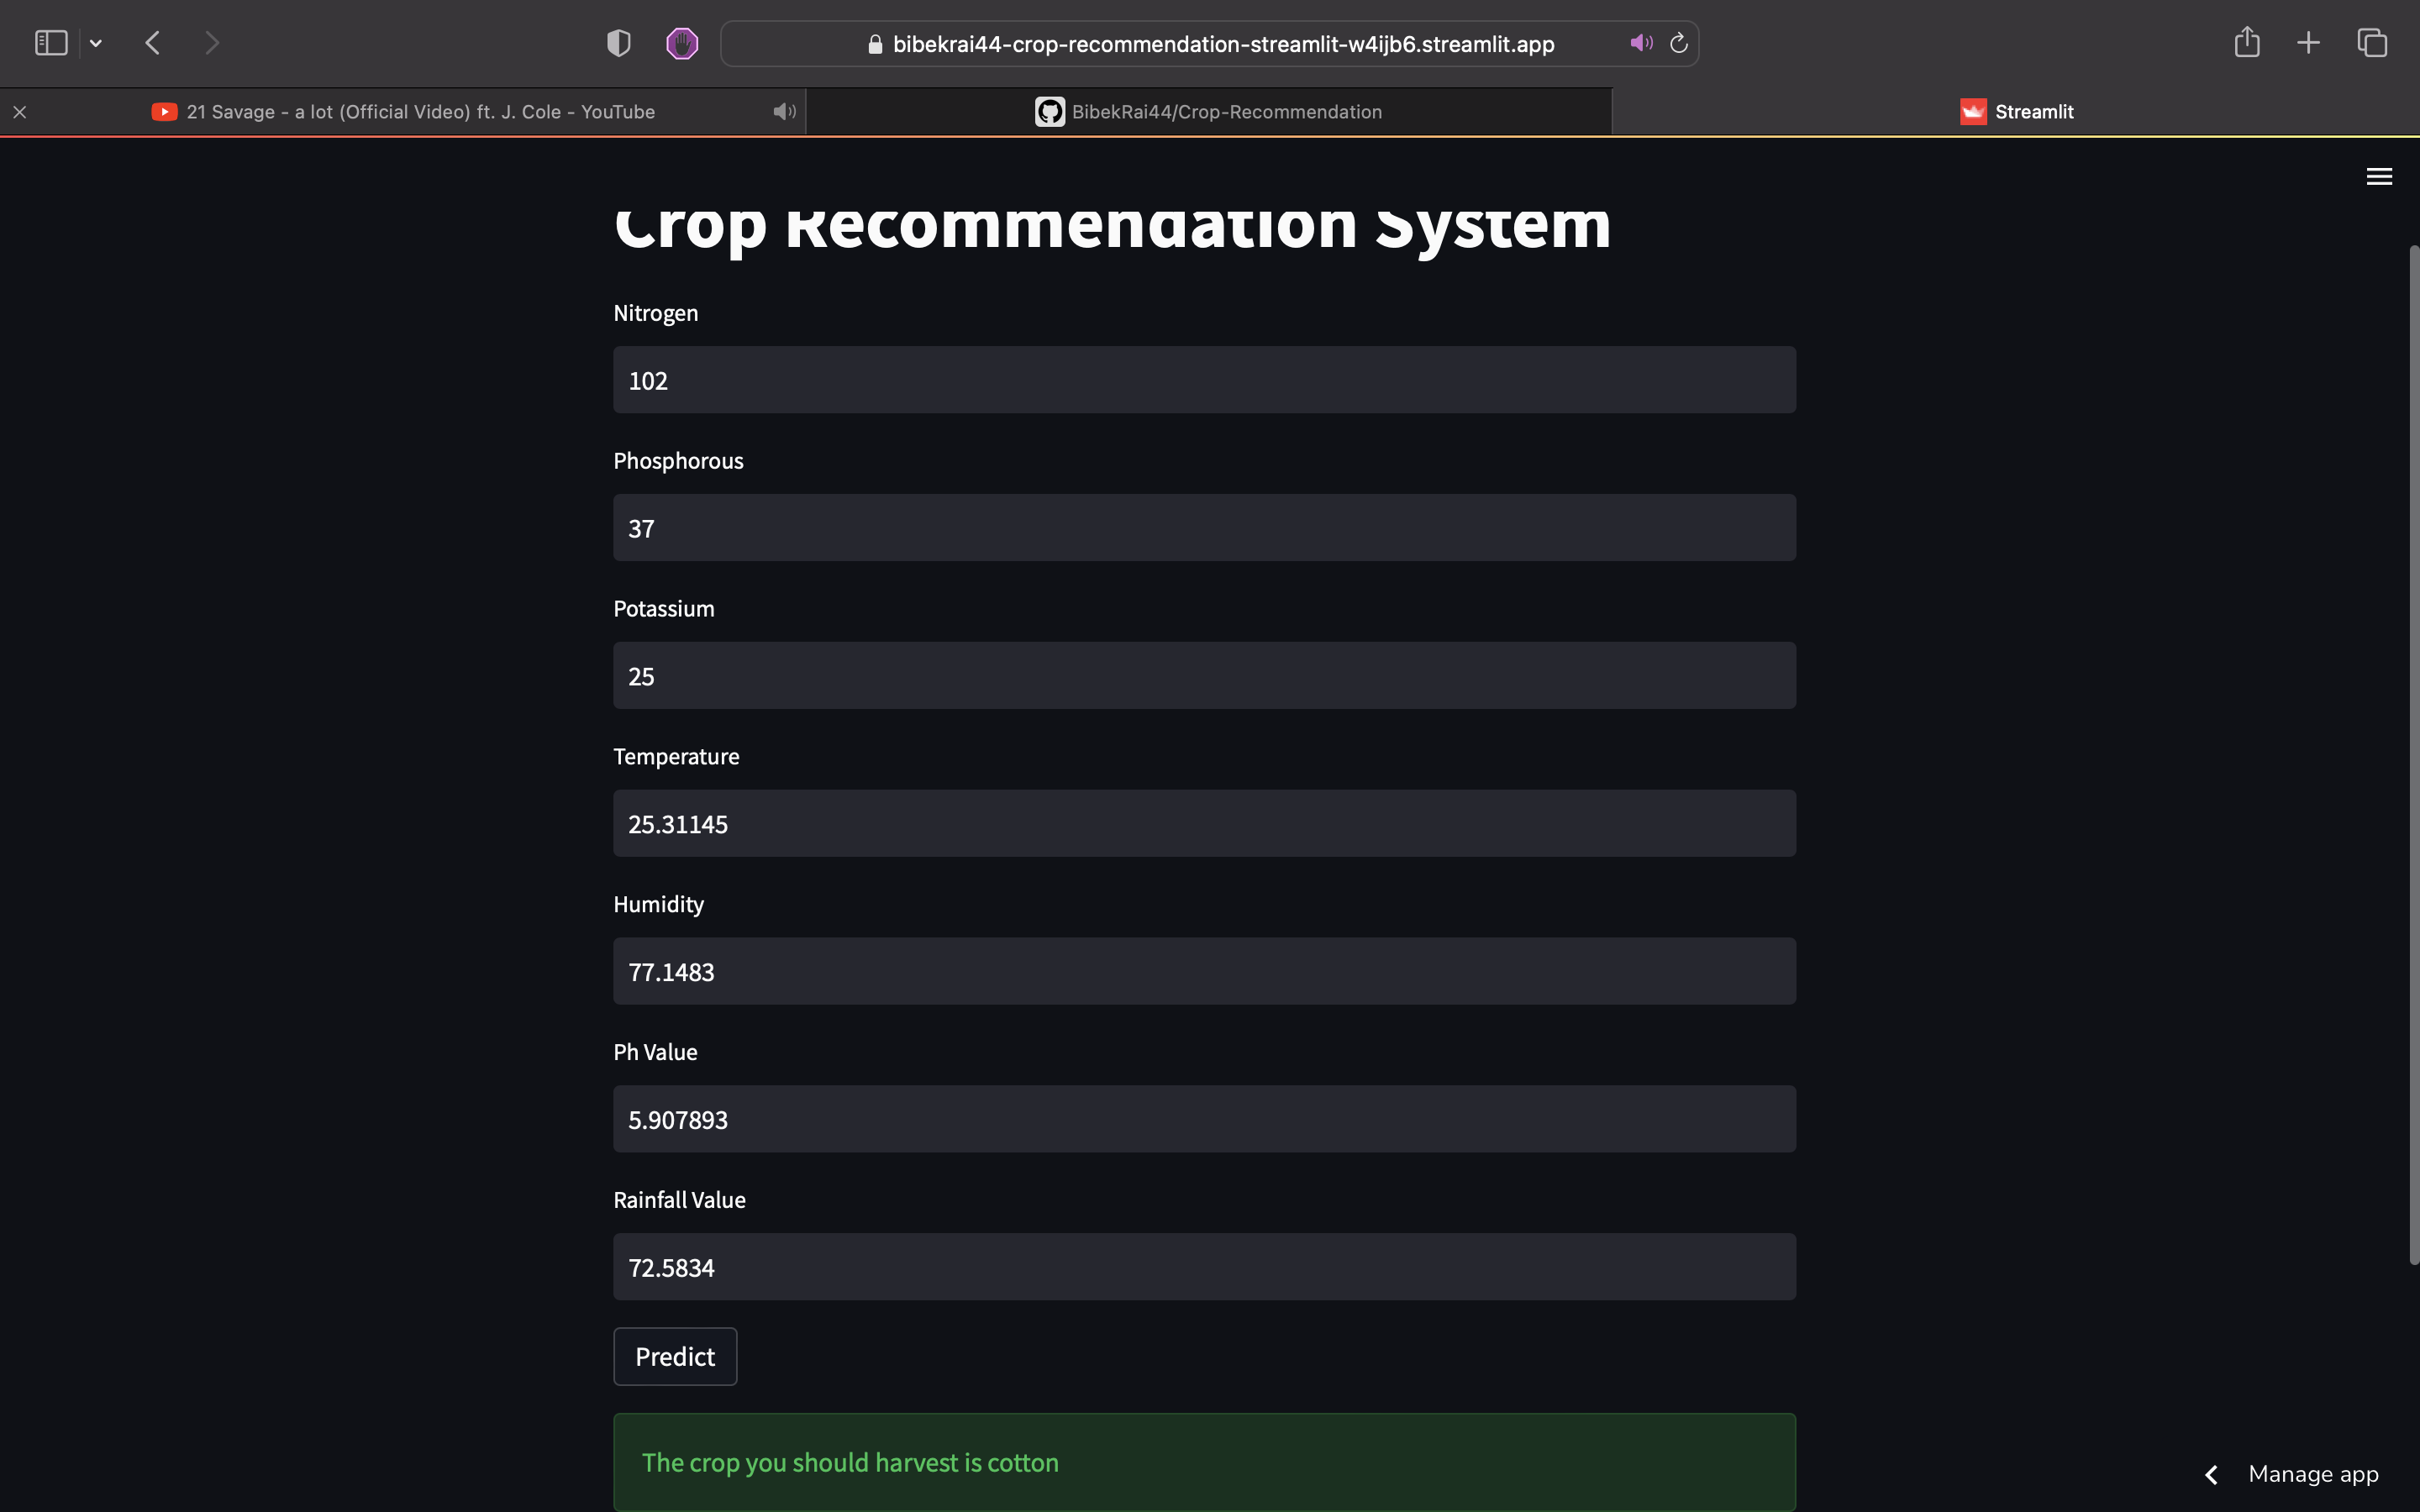 bibekrai44-crop-recommendation-streamlit-w4ijb6.streamlit.app
21 Savage - a lot (Official Video) ft. J. Cole - YouTube
BibekRai44/Crop-Recommendation
Streamlit
Crop Recommendation System
Nitrogen
102
Phosphorous
37
Potassium
25
Temperature
25.31145
Humidity
77.1483
Ph Value
5.907893
Rainfall Value
72.5834
Predict
The crop you should harvest is cotton
Manage app